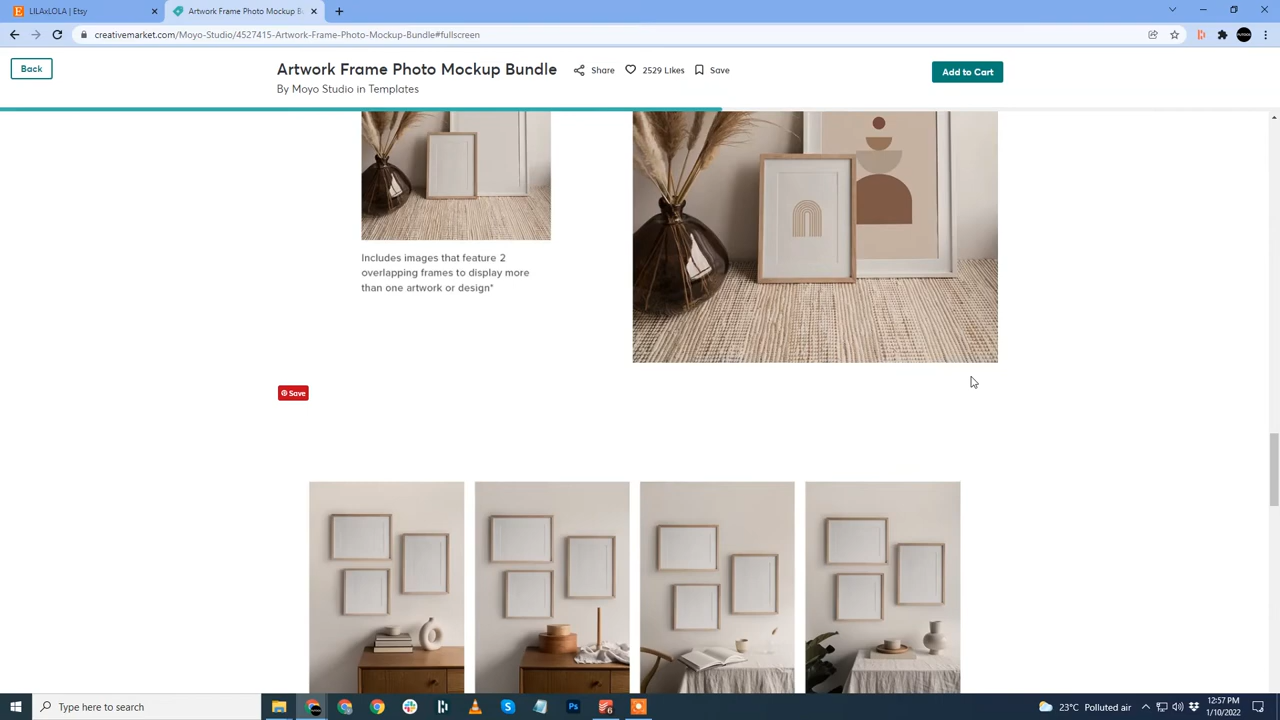 LILAxLOLA | Etsy
Artwork Frame Photo Mockup B
creativemarket.com/Moyo-Studio/4527415-Artwork-Frame-Photo-Mockup-Bundle#fullscreen
Back
Artwork Frame Photo Mockup Bundle
Share
2529 Likes
Save
Add to Cart
By Moyo Studio in Templates
Includes images that feature 2
overlapping frames to display more
than one artwork or design*
Save
Type here to search
23°C Polluted air
12:57 PM
1/10/2022